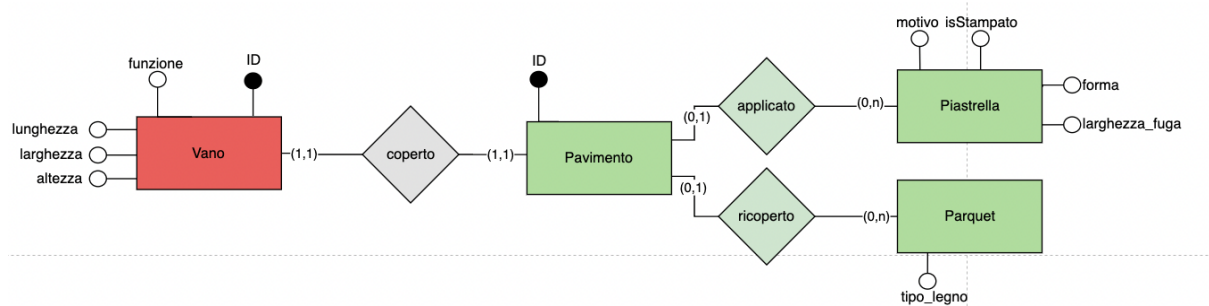 motivo isStampato
funzione ID ID
forma
lunghezza applicato (0,n) Piastrella
(0,1) larghezza_fuga
larghezza Vano (1,1) coperto (1,1) Pavimento
altezza
(0,1)
ricoperto (0,n) Parquet
tipo_legno